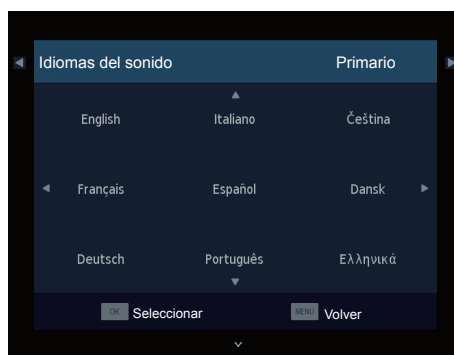 Idiomas del sonido Primario
English Italiano Čeština
Français Español Dansk
Deutsch Português Ελληνικά
OK Seleccionar MENU Volver